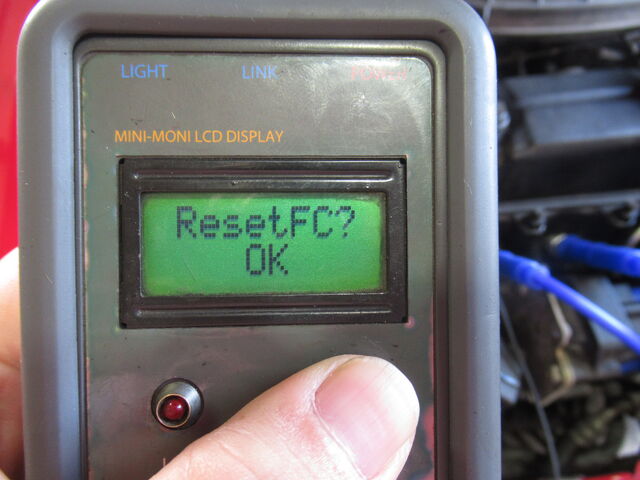 LIGHT LINK
MINI-MONI LCD DISPLAY
ResetFC?
OK